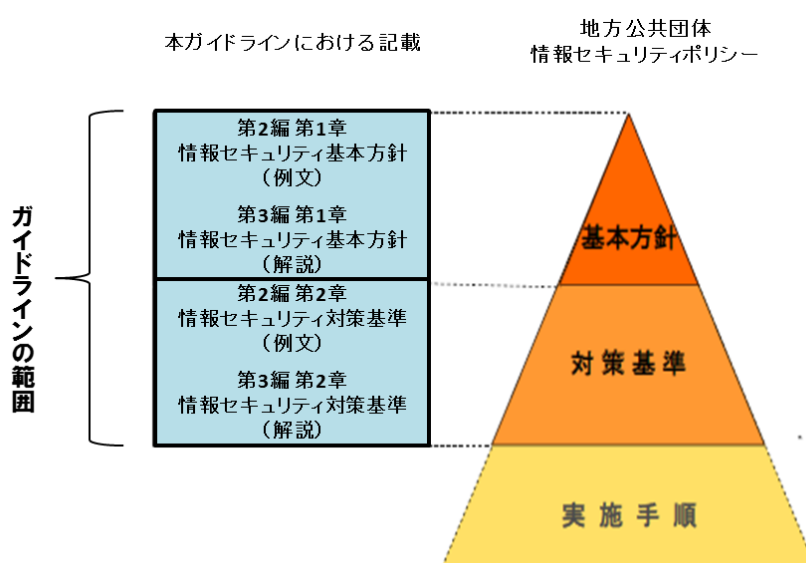 本ガイドラインにおける記載
地方公共団体
情報セキュリティポリシー
ガイドラインの範囲
第2編 第1章
情報セキュリティ基本方針
（例文）
第3編 第1章
情報セキュリティ基本方針
（解説）
第2編 第2章
情報セキュリティ対策基準
（例文）
第3編 第2章
情報セキュリティ対策基準
（解説）
基本方針
対策基準
実施手順